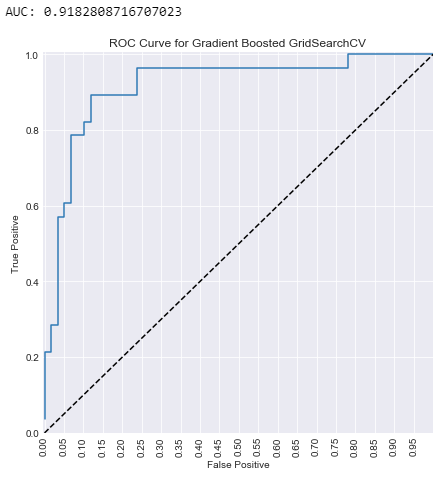 AUC: 0.9182808716707023
ROC Curve for Gradient Boosted GridSearchCV
1.0
0.8
0.6
0.4
0.2
0.0
True Positive
0.00 0.05 0.10 0.15 0.20 0.25 0.30 0.35 0.40 0.45 0.50 0.55 0.60 0.65 0.70 0.75 0.80 0.85 0.90 0.95
False Positive